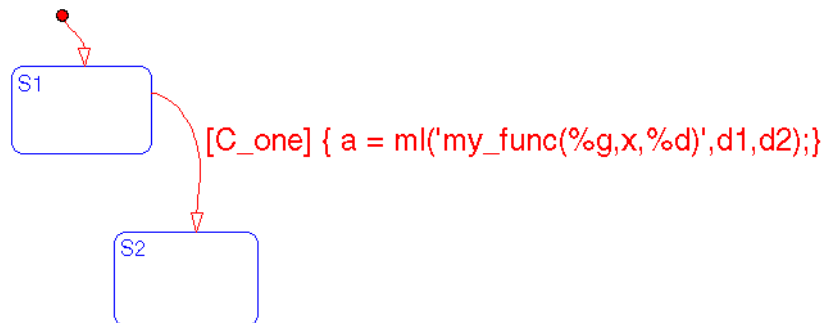 S1
[C_one] { a = ml('my_func(%g,x,%d)',d1,d2);}
S2